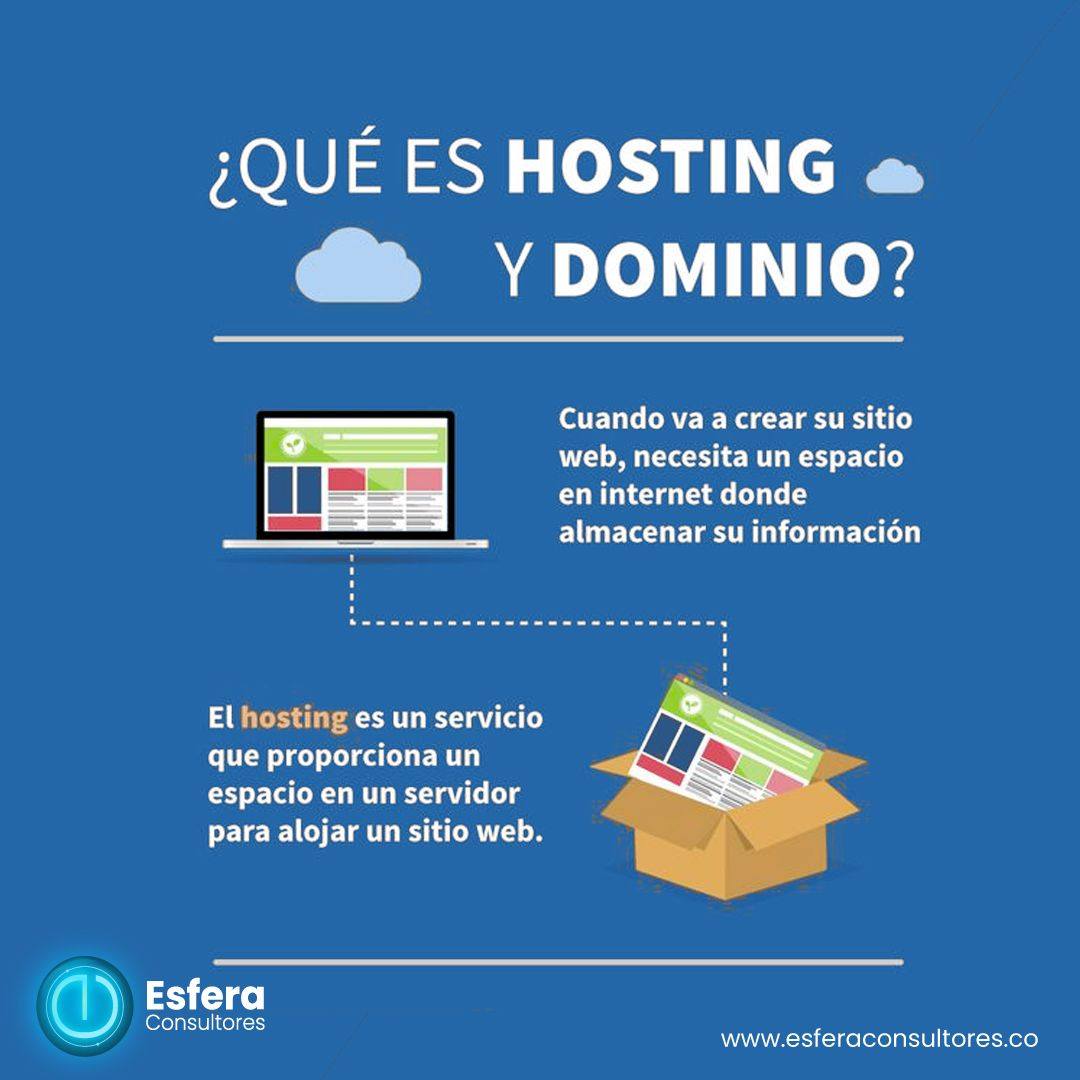 ¿QUÉ ES HOSTING
Y DOMINIO?
Cuando va a crear su sitio
web, necesita un espacio
en internet donde
almacenar su información
El hosting es un servicio
que proporciona un
espacio en un servidor
para alojar un sitio web.
Esfera
Consultores
www.esferaconsultores.co